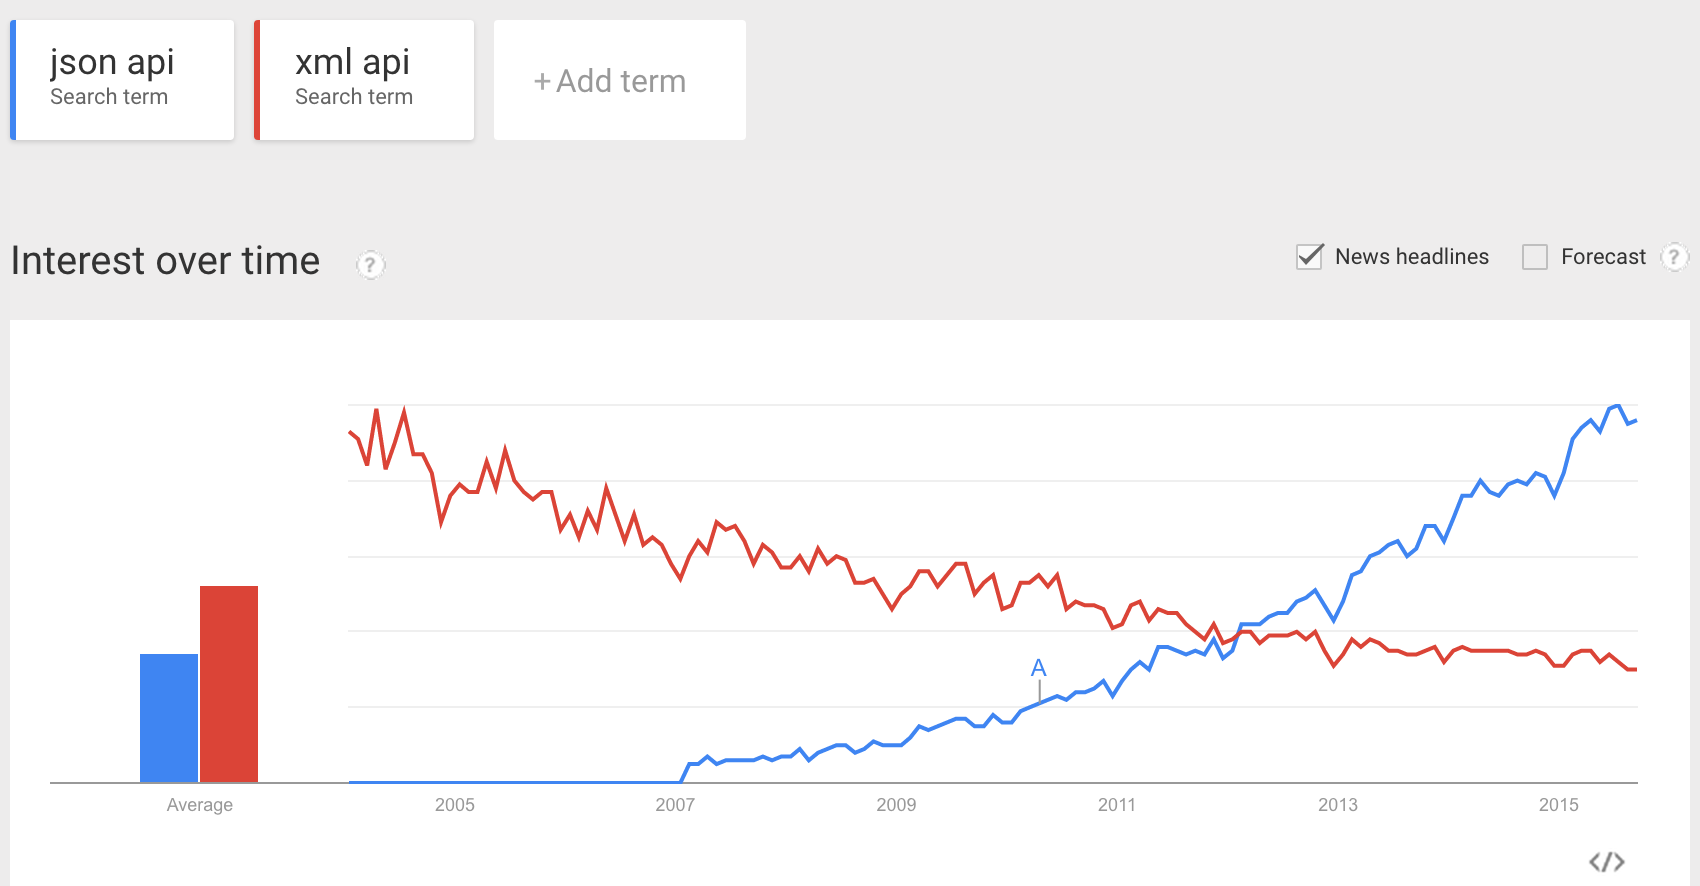 json api
Search term
xml api
Search term
+Add term
Interest over time
?
News headlines
Forecast
?
A
Average
2005
2007
2009
2011
2013
2015
</>